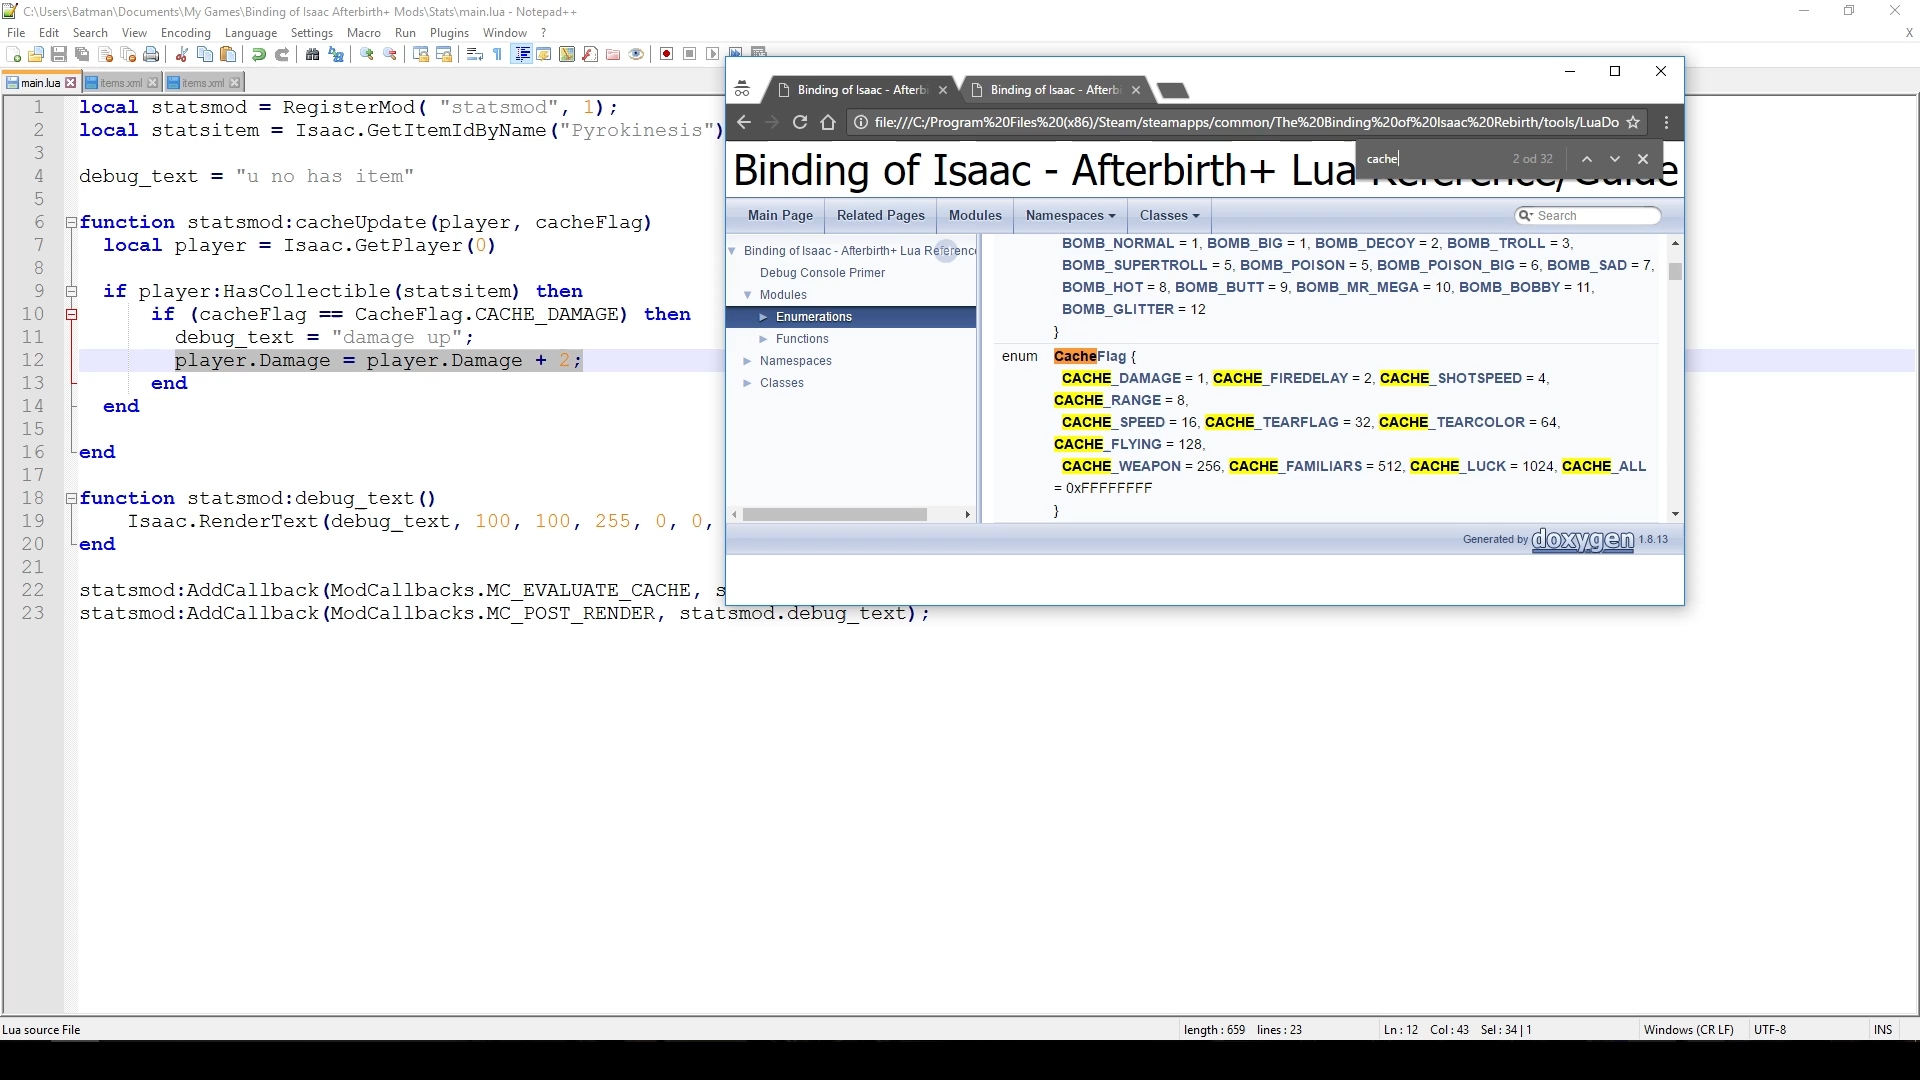 C:\Users\Batman\Documents\My Games\Binding of Isaac Afterbirth+ Mods\Stats\main.lua - Notepad++
File Edit Search View Encoding Language Settings Macro Run Plugins Window ?
X
main.lua items.xml items.xml
1 local statsmod = RegisterMod( "statsmod", 1);
2 local statsitem = Isaac.GetItemIdByName("Pyrokinesis")
3
4 debug_text = "u no has item"
5
6 function statsmod:cacheUpdate(player, cacheFlag)
7 local player = Isaac.GetPlayer(0)
8
9 if player:HasCollectible(statsitem) then
10 if (cacheFlag == CacheFlag.CACHE_DAMAGE) then
11 debug_text = "damage up";
12 player.Damage = player.Damage + 2;
13 end
14 end
15
16 end
17
18 function statsmod:debug_text()
19 Isaac.RenderText(debug_text, 100, 100, 255, 0, 0,
20 end
21
22 statsmod:AddCallback(ModCallbacks.MC_EVALUATE_CACHE, s
23 statsmod:AddCallback(ModCallbacks.MC_POST_RENDER, statsmod.debug_text);
Binding of Isaac - Afterbi Binding of Isaac - Afterbi
file:///C:/Program%20Files%20(x86)/Steam/steamapps/common/The%20Binding%20of%20Isaac%20Rebirth/tools/LuaDo
cache 2 od 32
Binding of Isaac - Afterbirth+ Lua Reference/Guide
Main Page Related Pages Modules Namespaces Classes Search
Binding of Isaac - Afterbirth+ Lua Reference
Debug Console Primer
Modules
Enumerations
Functions
Namespaces
Classes
BOMB_NORMAL = 1, BOMB_BIG = 1, BOMB_DECOY = 2, BOMB_TROLL = 3,
BOMB_SUPERTROLL = 5, BOMB_POISON = 5, BOMB_POISON_BIG = 6, BOMB_SAD = 7,
BOMB_HOT = 8, BOMB_BUTT = 9, BOMB_MR_MEGA = 10, BOMB_BOBBY = 11,
BOMB_GLITTER = 12
}
enum CacheFlag {
CACHE_DAMAGE = 1, CACHE_FIREDELAY = 2, CACHE_SHOTSPEED = 4,
CACHE_RANGE = 8,
CACHE_SPEED = 16, CACHE_TEARFLAG = 32, CACHE_TEARCOLOR = 64,
CACHE_FLYING = 128,
CACHE_WEAPON = 256, CACHE_FAMILIARS = 512, CACHE_LUCK = 1024, CACHE_ALL
= 0xFFFFFFFF
}
Generated by doxygen 1.8.13
Lua source File length : 659 lines : 23 Ln : 12 Col : 43 Sel : 34 | 1 Windows (CR LF) UTF-8 INS